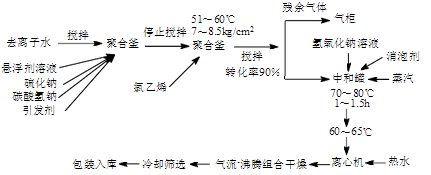 残余气体
气柜
51～60℃
停止搅拌 7～8.5kg/cm2
去离子水 搅拌 聚合釜 聚合釜 搅拌 转化率90%
氢氧化钠溶液
消泡剂
悬浮剂溶液
硫化钠
碳酸氢钠
引发剂
氯乙烯
中和罐 蒸汽
70～80℃
1～1.5h
60～65℃
包装入库 冷却筛选 气流-沸腾组合干燥 离心机 热水